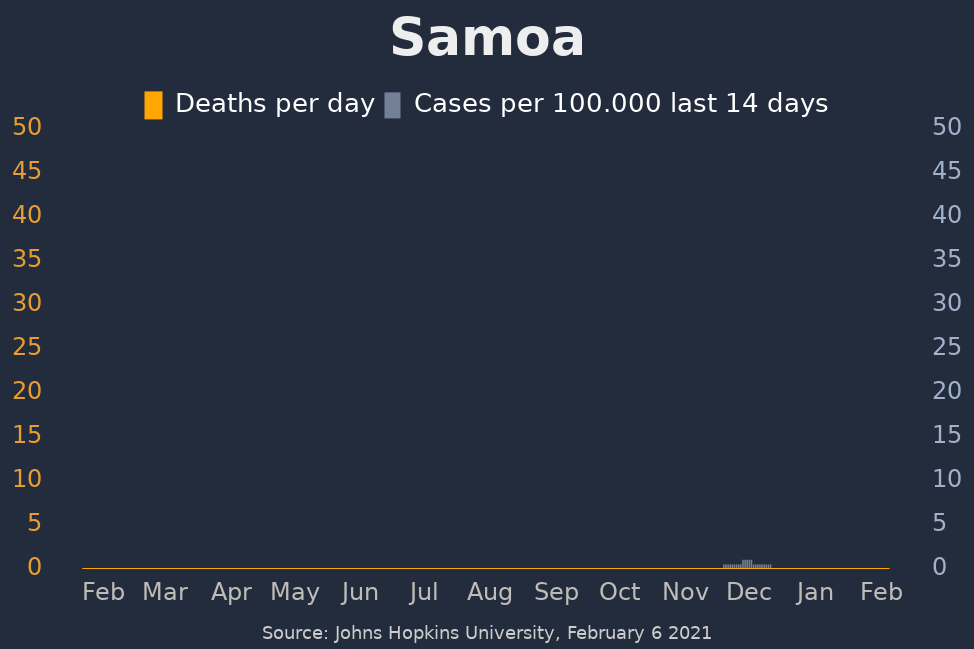 Samoa
Deaths per day Cases per 100.000 last 14 days
50 50
45 45
40 40
35 35
30 30
25 25
20 20
15 15
10 10
5 5
0 0
Feb Mar Apr May Jun Jul Aug Sep Oct Nov Dec Jan Feb
Source: Johns Hopkins University, February 6 2021